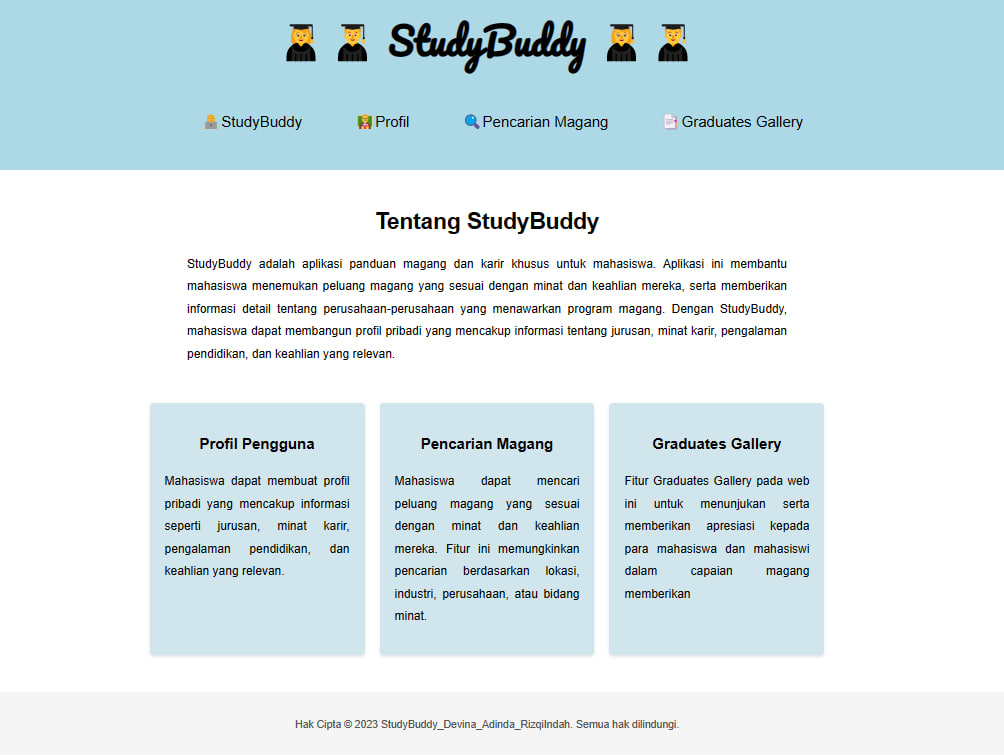 StudyBuddy
StudyBuddy Profil Pencarian Magang Graduates Gallery
Tentang StudyBuddy
StudyBuddy adalah aplikasi panduan magang dan karir khusus untuk mahasiswa. Aplikasi ini membantu
mahasiswa menemukan peluang magang yang sesuai dengan minat dan keahlian mereka, serta memberikan
informasi detail tentang perusahaan-perusahaan yang menawarkan program magang. Dengan StudyBuddy,
mahasiswa dapat membangun profil pribadi yang mencakup informasi tentang jurusan, minat karir, pengalaman
pendidikan, dan keahlian yang relevan.
Profil Pengguna
Mahasiswa dapat membuat profil
pribadi yang mencakup informasi
seperti jurusan, minat karir,
pengalaman pendidikan, dan
keahlian yang relevan.
Pencarian Magang
Mahasiswa dapat mencari
peluang magang yang sesuai
dengan minat dan keahlian
mereka. Fitur ini memungkinkan
pencarian berdasarkan lokasi,
industri, perusahaan, atau bidang
minat.
Graduates Gallery
Fitur Graduates Gallery pada web
ini untuk menunjukan serta
memberikan apresiasi kepada
para mahasiswa dan mahasiswi
dalam capaian magang
memberikan
Hak Cipta © 2023 StudyBuddy_Devina_Adinda_RizqiIndah. Semua hak dilindungi.